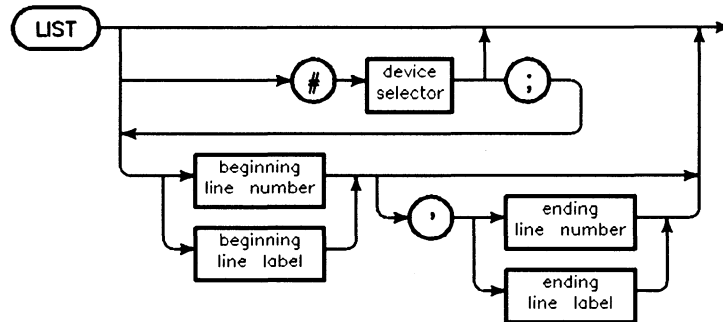 LIST
#
device
selector
;
beginning
line number
beginning
line label
,
ending
line number
ending
line label